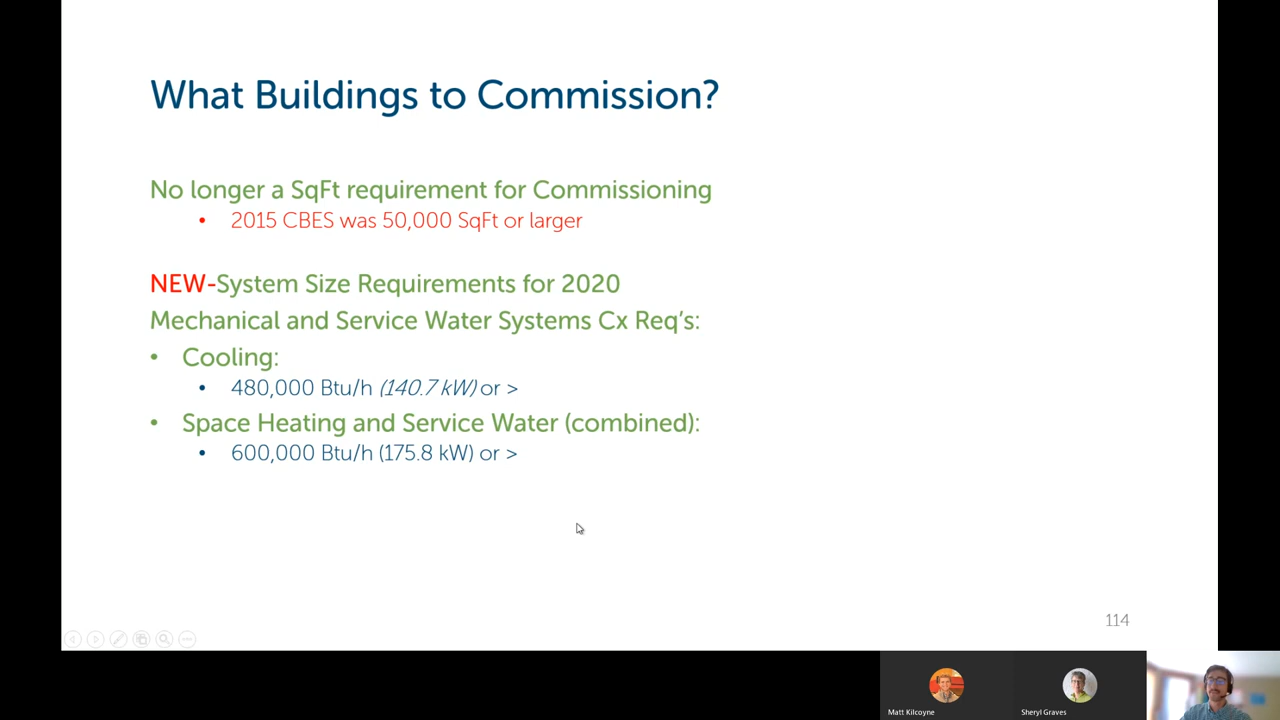 What Buildings to Commission?
No longer a SqFt requirement for Commissioning
• 2015 CBES was 50,000 SqFt or larger
NEW-System Size Requirements for 2020
Mechanical and Service Water Systems Cx Req's:
• Cooling:
• 480,000 Btu/h (140.7 kW) or >
• Space Heating and Service Water (combined):
• 600,000 Btu/h (175.8 kW) or >
114
Matt Kilcoyne
Sheryl Graves